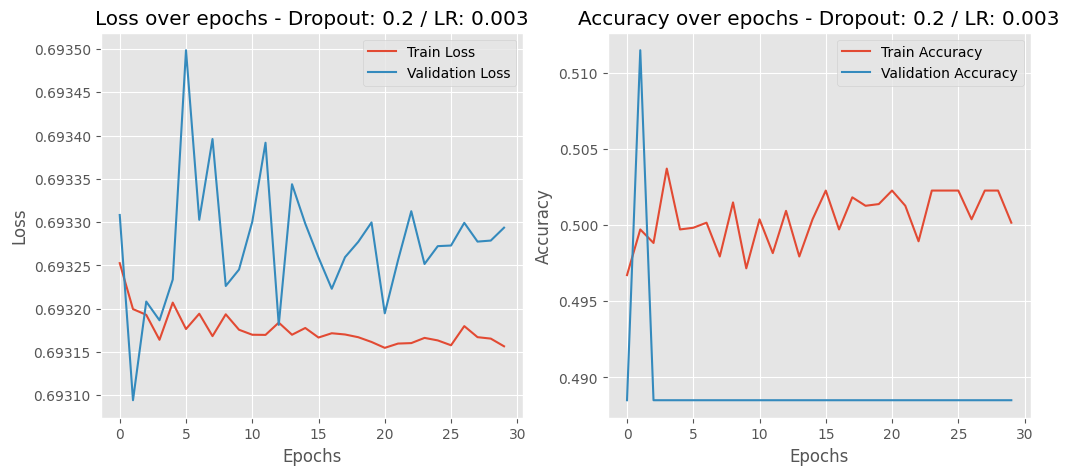 Loss over epochs - Dropout: 0.2 / LR: 0.003
Train Loss
Validation Loss
0.69350
0.69345
0.69340
0.69335
0.69330
0.69325
0.69320
0.69315
0.69310
Loss
0 5 10 15 20 25 30
Epochs
Accuracy over epochs - Dropout: 0.2 / LR: 0.003
Train Accuracy
Validation Accuracy
0.510
0.505
0.500
0.495
0.490
Accuracy
0 5 10 15 20 25 30
Epochs